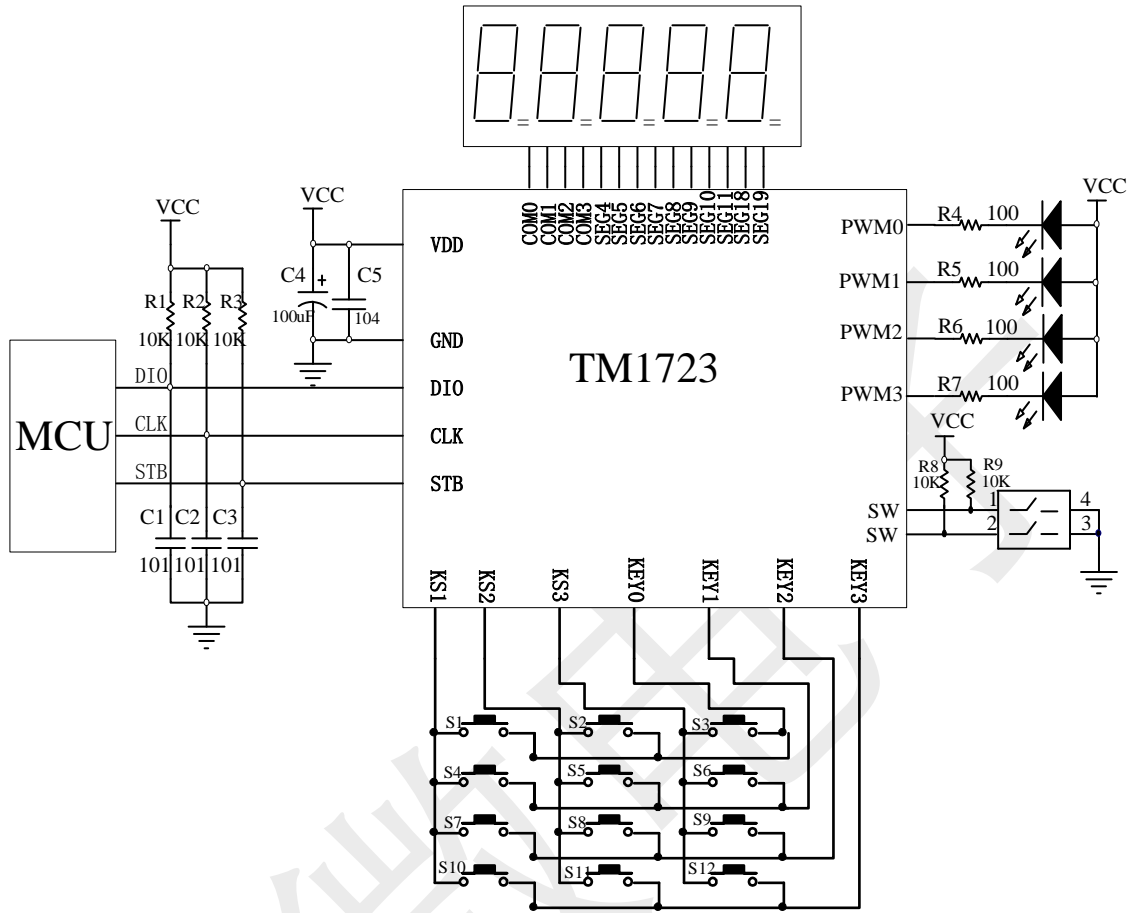 COM0
COM1
COM2
COM3
SEG4
SEG5
SEG6
SEG7
SEG8
SEG9
SEG10
SEG11
SEG18
SEG19
VCC
R1
R2
R3
10K
10K
10K
VCC
C4
+
C5
100uF
104
VDD
GND
DIO
CLK
STB
TM1723
MCU
DIO
CLK
STB
C1
C2
C3
101
101
101
PWM0
PWM1
PWM2
PWM3
VCC
R4
100
R5
100
R6
100
R7
100
VCC
R8
10K
R9
10K
SW
SW
1
2
4
3
KS1
KS2
KS3
KEY0
KEY1
KEY2
KEY3
S1
S2
S3
S4
S5
S6
S7
S8
S9
S10
S11
S12